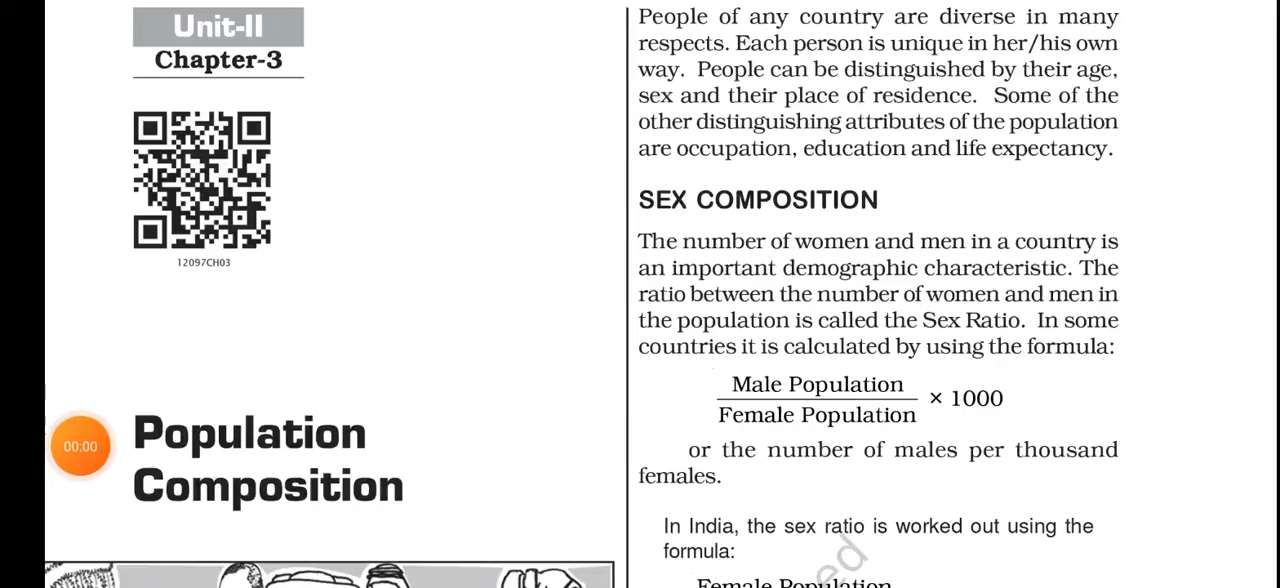 Unit-II
Chapter-3
12097CH03
00:00
Population
Composition
People of any country are diverse in many
respects. Each person is unique in her/his own
way. People can be distinguished by their age,
sex and their place of residence. Some of the
other distinguishing attributes of the population
are occupation, education and life expectancy.
SEX COMPOSITION
The number of women and men in a country is
an important demographic characteristic. The
ratio between the number of women and men in
the population is called the Sex Ratio. In some
countries it is calculated by using the formula:
Male Population
Female Population
× 1000
or the number of males per thousand
females.
In India, the sex ratio is worked out using the
formula:
Female Population